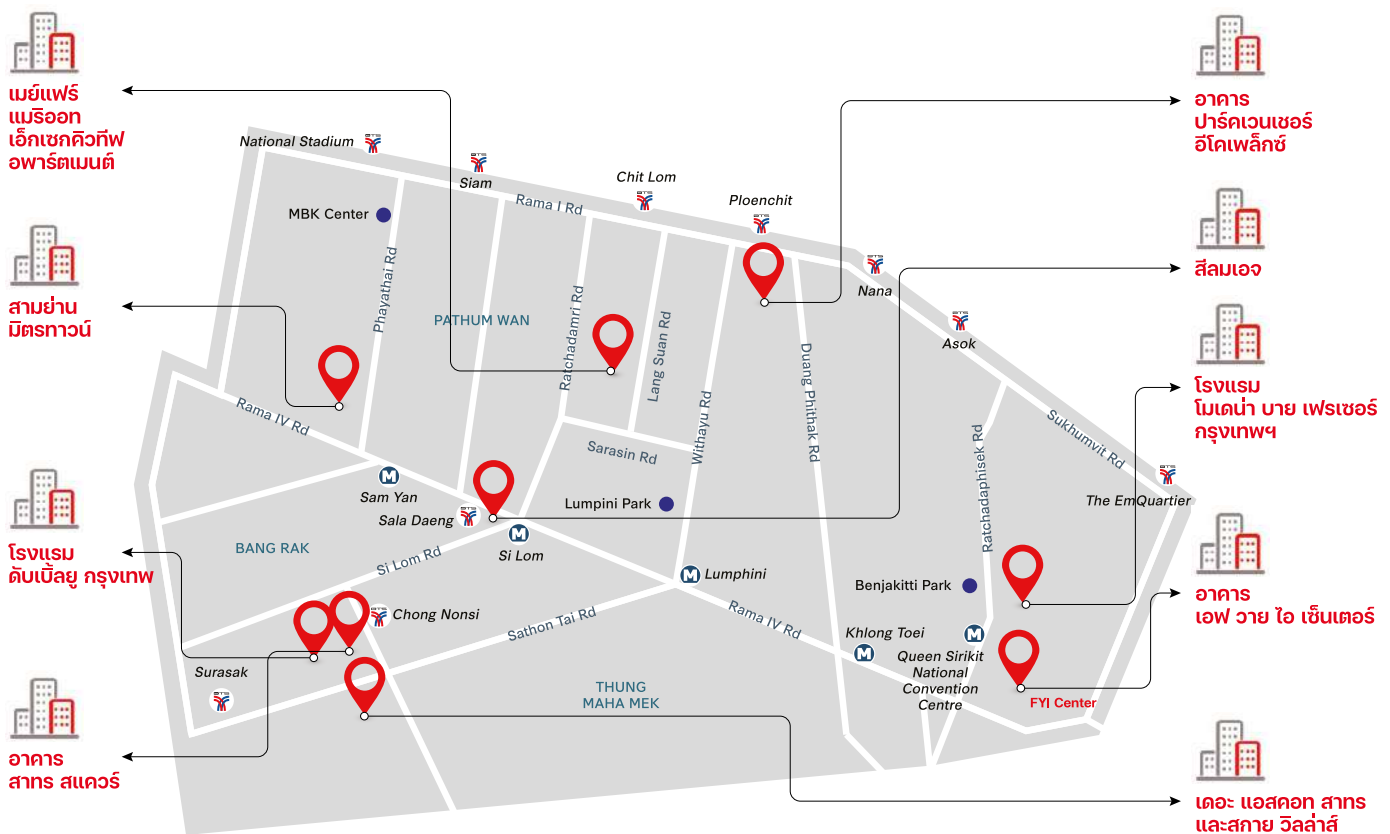 เมย์แฟร์
แมริออท
เอ็กเซกคิวทีฟ
อพาร์ตเมนต์
สามย่าน
มิตรทาวน์
โรงแรม
ดับเบิ้ลยู กรุงเทพ
อาคาร
สาทร สแควร์
National Stadium
Siam
Chit Lom
Ploenchit
Nana
Asok
The EmQuartier
MBK Center
Rama I Rd
Phayathai Rd
PATHUM WAN
Ratchadamri Rd
Lang Suan Rd
Withayu Rd
Duang Phithak Rd
Ratchadaphisek Rd
Sukhumvit Rd
Rama IV Rd
Sarasin Rd
Sam Yan
Sala Daeng
Lumpini Park
Si Lom
BANG RAK
Si Lom Rd
Lumphini
Benjakitti Park
Chong Nonsi
Sathon Tai Rd
Rama IV Rd
Khlong Toei
Queen Sirikit
National
Convention
Centre
Surasak
THUNG
MAHA MEK
FYI Center
BTS
BTS
BTS
BTS
BTS
BTS
BTS
BTS
BTS
BTS
M
M
M
M
M
อาคาร
ปาร์คเวนเชอร์
อีโคเพล็กซ์
สีลมเอจ
โรงแรม
โมเดน่า บาย เฟรเซอร์
กรุงเทพฯ
อาคาร
เอฟ วาย ไอ เซ็นเตอร์
เดอะ แอสคอท สาทร
และสกาย วิลล่าส์